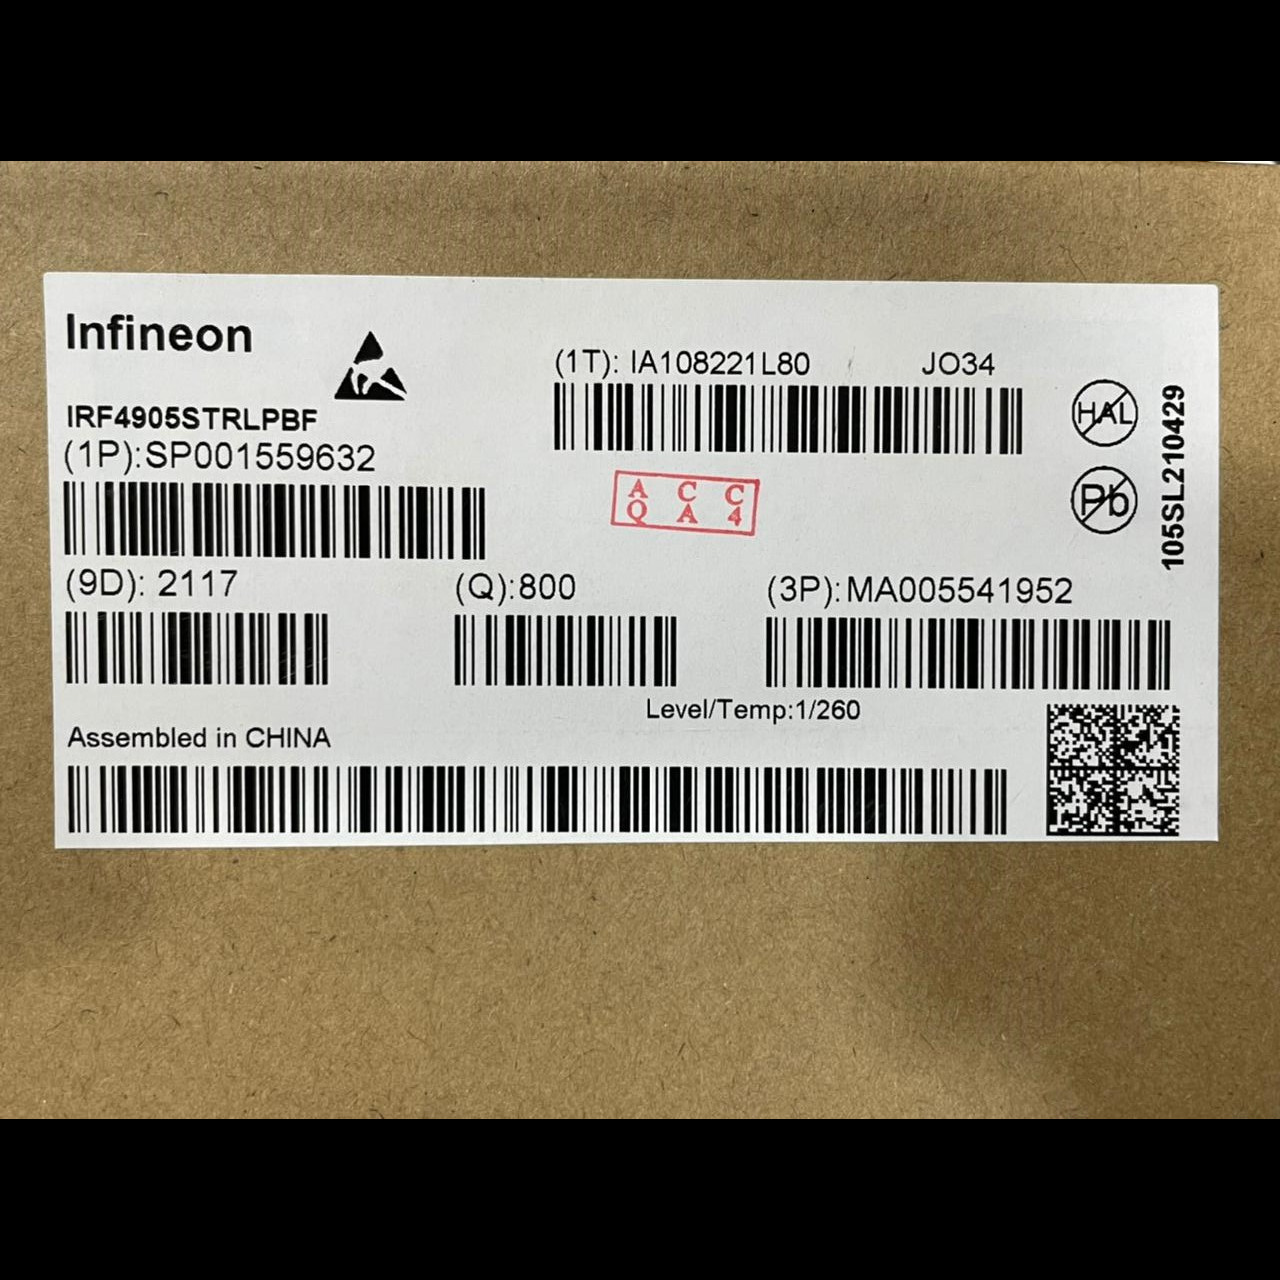 Infineon
(1T): IA108221L80 JO34
IRF4905STRLPBF
(1P):SP001559632
HAL
Pb
105SL210429
A C C
Q A 4
(9D): 2117
(Q):800
(3P):MA005541952
Level/Temp:1/260
Assembled in CHINA